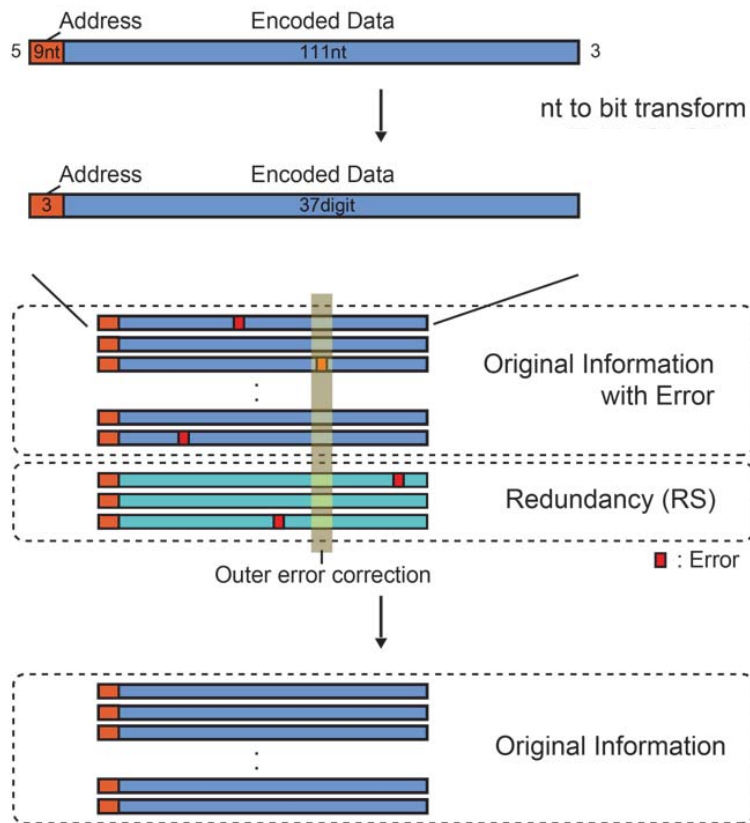 Address Encoded Data
5 9nt 111nt 3
nt to bit transform
Address Encoded Data
3 37digit
Original Information
with Error
:
Redundancy (RS)
Outer error correction
: Error
Original Information
: